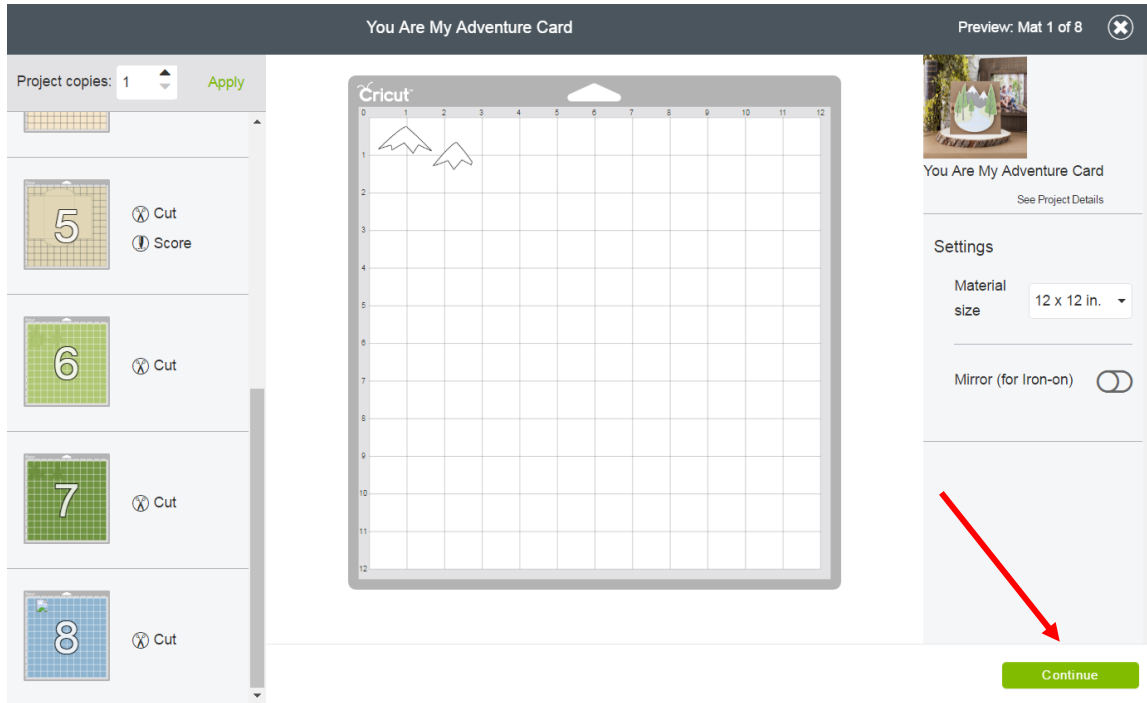 You Are My Adventure Card
Preview: Mat 1 of 8
Project copies: 1 Apply
5
Cut
Score
6
Cut
7
Cut
8
Cut
Cricut
0 1 2 3 4 5 6 7 8 9 10 11 12
1
2
3
4
5
6
7
8
9
10
11
12
You Are My Adventure Card
See Project Details
Settings
Material
size
12 x 12 in.
Mirror (for Iron-on)
Continue